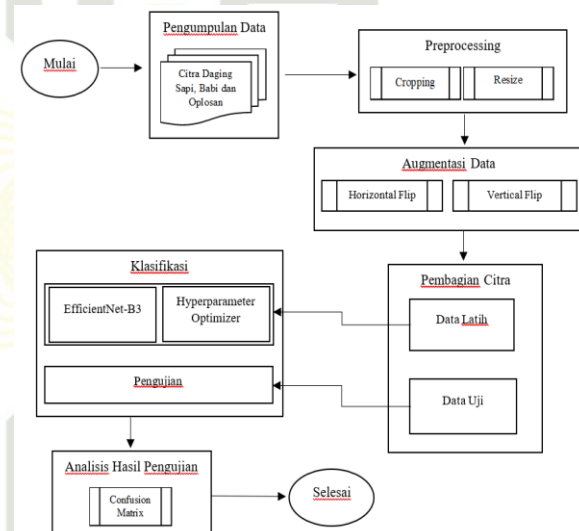 Pengumpulan Data
Mulai
Citra Daging
Sapi, Babi dan
Oplosan
Preprocessing
Cropping
Resize
Augmentasi Data
Horizontal Flip
Vertical Flip
Klasifikasi
EfficientNet-B3
Hyperparameter
Optimizer
Pengujian
Pembagian Citra
Data Latih
Data Uji
Analisis Hasil Pengujian
Confusion
Matrix
Selesai